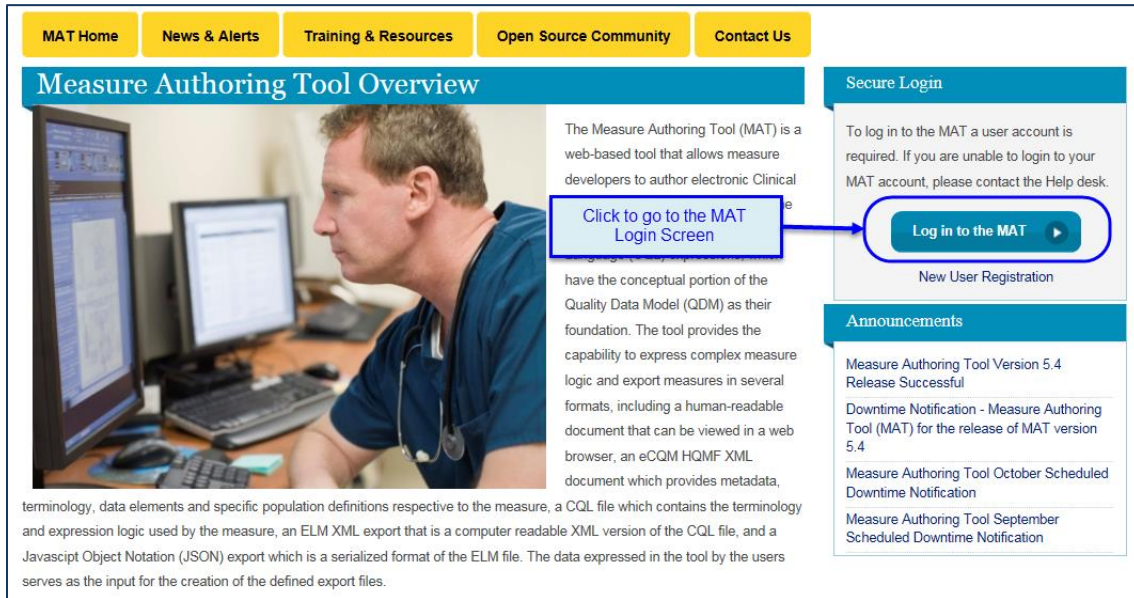 MAT Home News & Alerts Training & Resources Open Source Community Contact Us
Measure Authoring Tool Overview
The Measure Authoring Tool (MAT) is a
web-based tool that allows measure
developers to author electronic Clinical
have the conceptual portion of the
Quality Data Model (QDM) as their
foundation. The tool provides the
capability to express complex measure
logic and export measures in several
formats, including a human-readable
document that can be viewed in a web
browser, an eCQM HQMF XML
document which provides metadata,
terminology, data elements and specific population definitions respective to the measure, a CQL file which contains the terminology
and expression logic used by the measure, an ELM XML export that is a computer readable XML version of the CQL file, and a
Javascipt Object Notation (JSON) export which is a serialized format of the ELM file. The data expressed in the tool by the users
serves as the input for the creation of the defined export files.
Click to go to the MAT
Login Screen
Secure Login
To log in to the MAT a user account is
required. If you are unable to login to your
MAT account, please contact the Help desk.
Log in to the MAT
New User Registration
Announcements
Measure Authoring Tool Version 5.4
Release Successful
Downtime Notification - Measure Authoring
Tool (MAT) for the release of MAT version
5.4
Measure Authoring Tool October Scheduled
Downtime Notification
Measure Authoring Tool September
Scheduled Downtime Notification